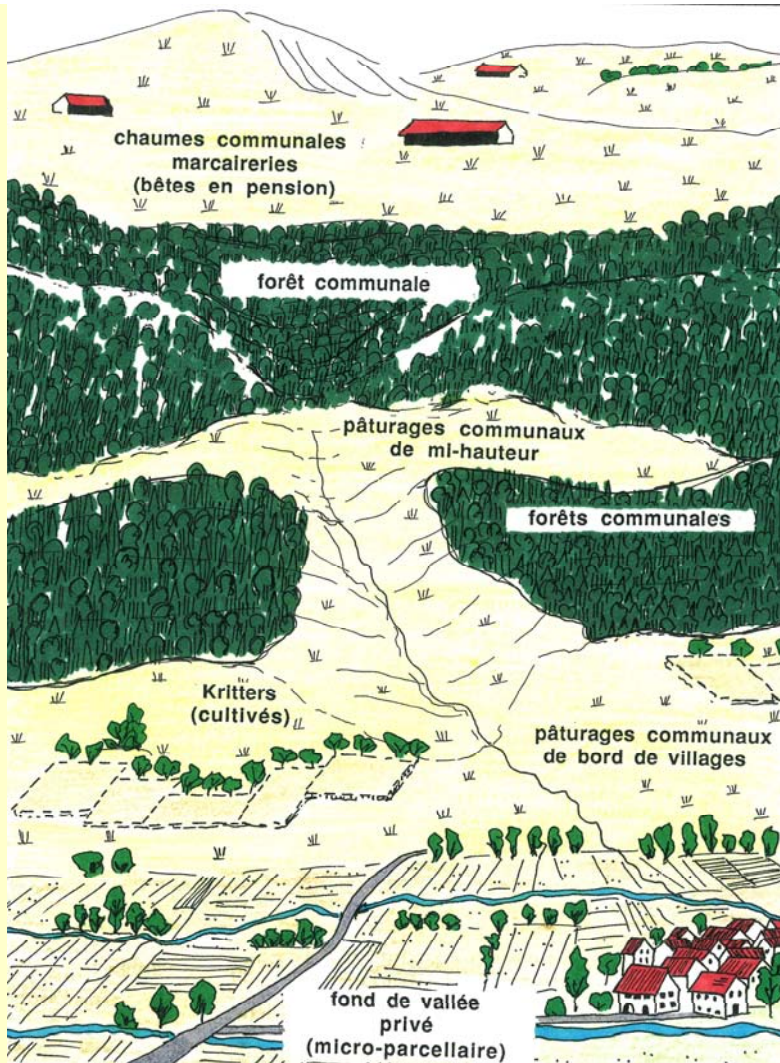 chaumes communales
marcaireries
(bêtes en pension)
forêt communale
pâturages communaux
de mi-hauteur
forêts communales
Kritters
(cultivés)
pâturages communaux
de bord de villages
fond de vallée
privé
(micro-parcellaire)